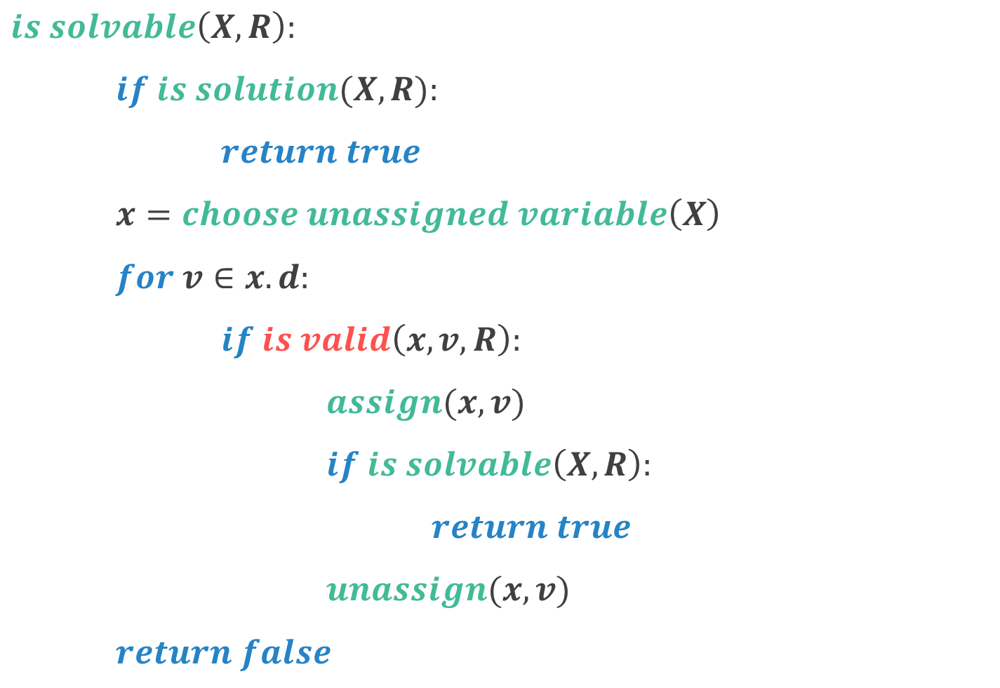 is solvable(X, R):
if is solution(X, R):
return true
x = choose unassigned variable(X)
for v ∈ x. d:
if is valid(x, v, R):
assign(x, v)
if is solvable(X, R):
return true
unassign(x, v)
return false